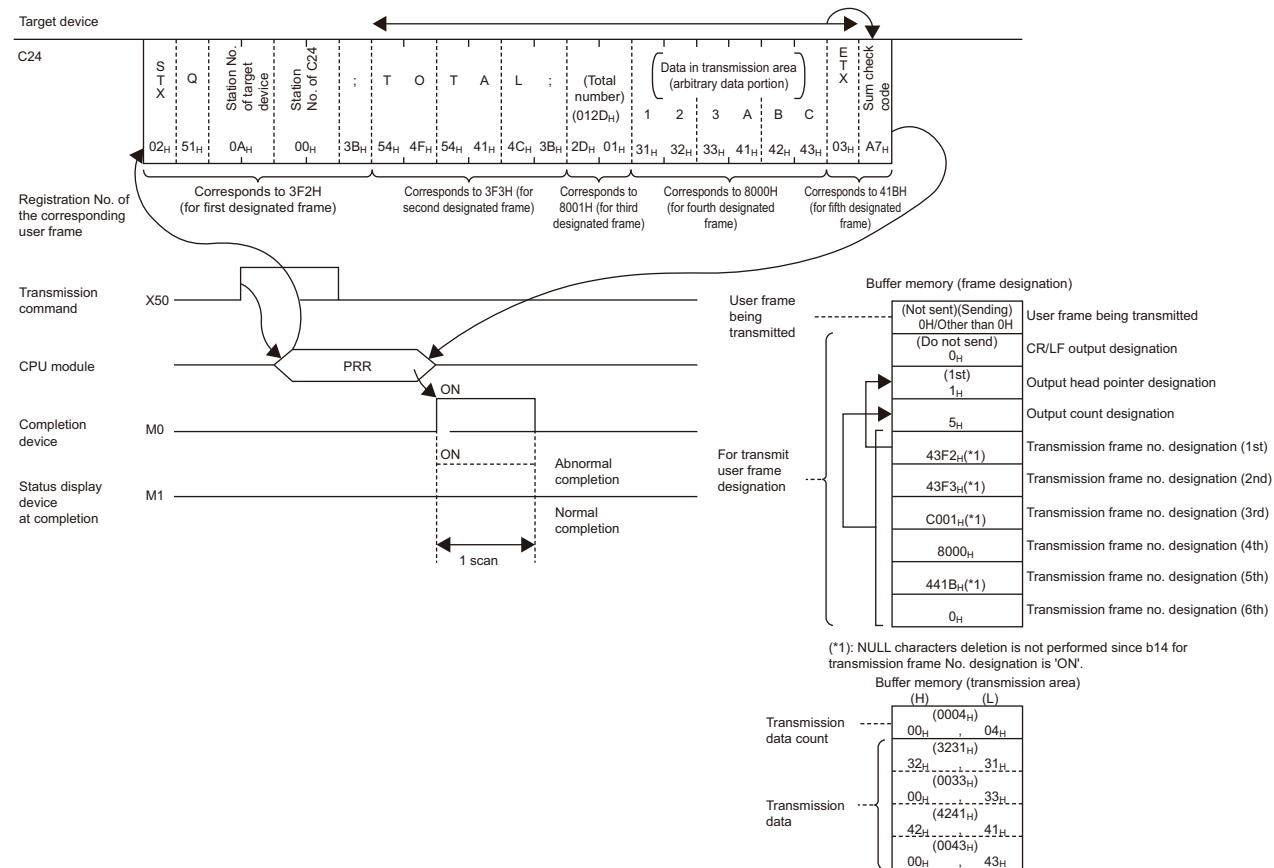 Target device
C24
STX
Q
Station No. of target device
Station No. of C24
; T O T A L ;
(Total number)
(012DH)
Data in transmission area
(arbitrary data portion)
1 2 3 A B C
ETX
Sum check code
02H 51H 0AH 00H 3BH 54H 4FH 54H 41H 4CH 3BH 2DH 01H 31H 32H 33H 41H 42H 43H 03H A7H
Corresponds to 3F2H
(for first designated frame)
Corresponds to 3F3H (for
second designated frame)
Corresponds to
8001H (for third
designated frame)
Corresponds to 8000H
(for fourth designated
frame)
Corresponds to 41BH
(for fifth designated
frame)
Registration No. of
the corresponding
user frame
Transmission
command
X50
CPU module
PRR
ON
Completion
device
M0
ON
Abnormal
completion
Status display
device
at completion
M1
Normal
completion
1 scan
Buffer memory (frame designation)
User frame
being
transmitted
(Not sent)(Sending)
0H/Other than 0H
User frame being transmitted
(Do not send)
0H
CR/LF output designation
(1st)
1H
Output head pointer designation
5H
Output count designation
For transmit
user frame
designation
43F2H(*1)
Transmission frame no. designation (1st)
43F3H(*1)
Transmission frame no. designation (2nd)
C001H(*1)
Transmission frame no. designation (3rd)
8000H
Transmission frame no. designation (4th)
441BH(*1)
Transmission frame no. designation (5th)
0H
Transmission frame no. designation (6th)
(*1): NULL characters deletion is not performed since b14 for
transmission frame No. designation is 'ON'.
Buffer memory (transmission area)
(H) (L)
Transmission
data count
(0004H)
00H , 04H
Transmission
data
(3231H)
32H , 31H
(0033H)
00H , 33H
(4241H)
42H , 41H
(0043H)
00H , 43H